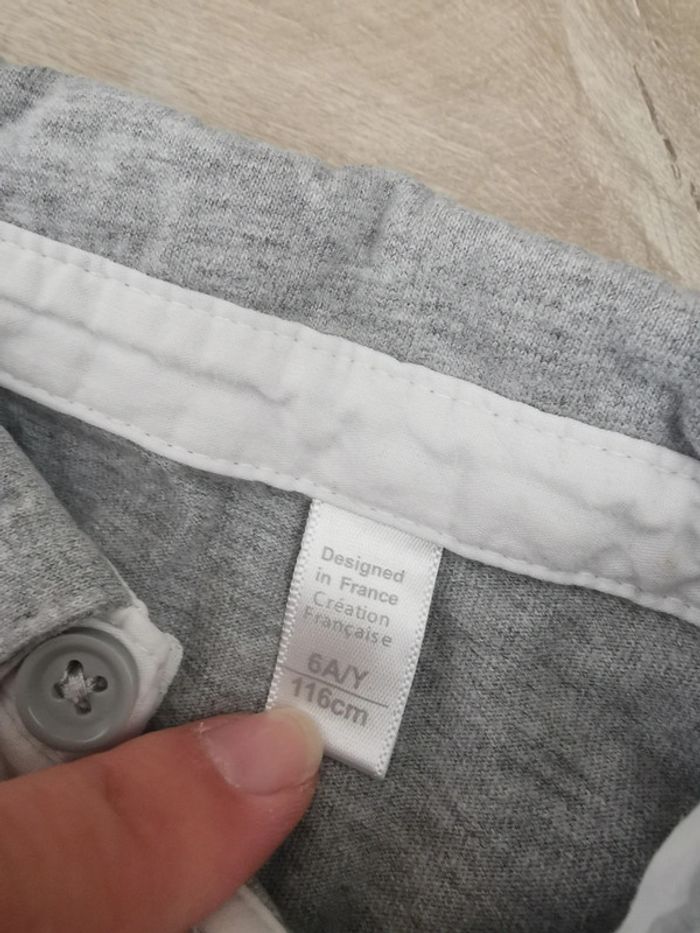 Designed
in France
Création
Française
6A/Y
116cm